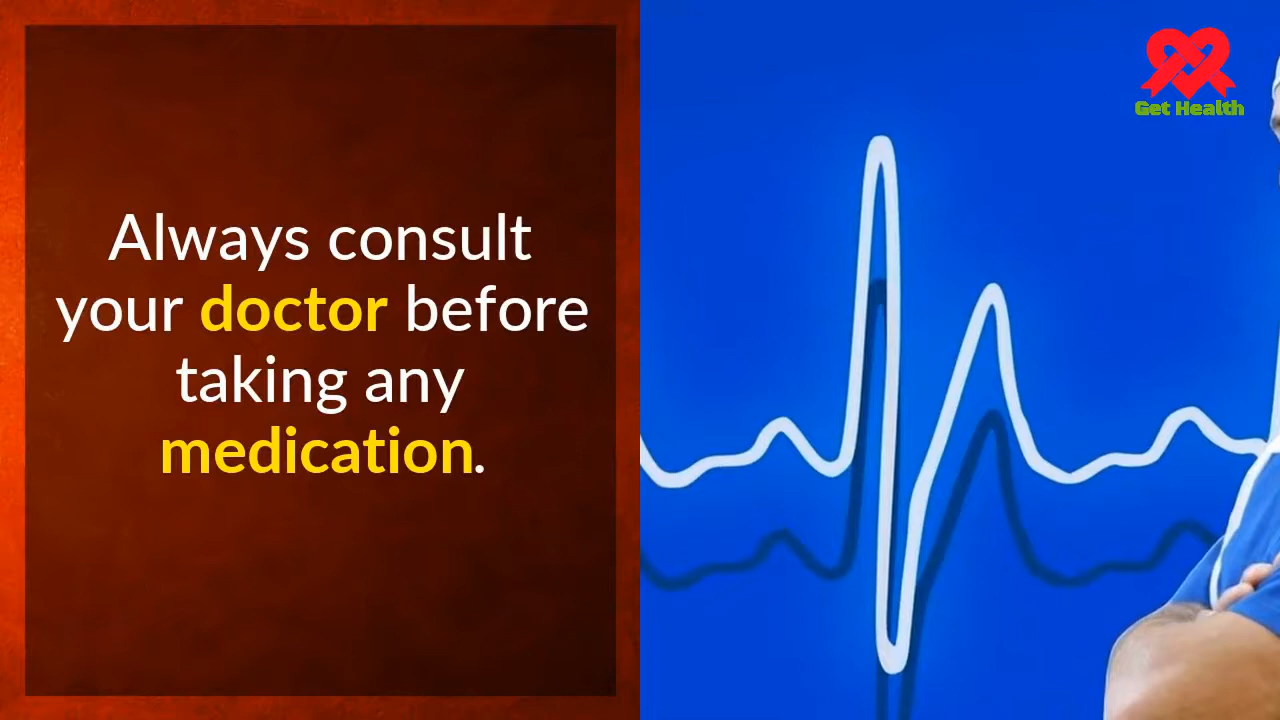 Always consult
your doctor before
taking any
medication.
Get Health